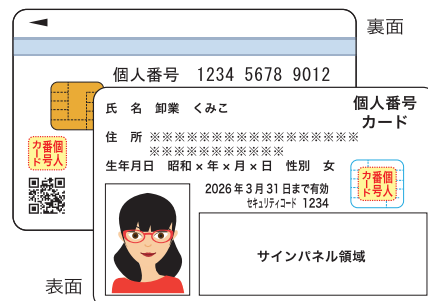 裏面
個人番号 1234 5678 9012
個人番号カード
氏 名 卸業 くみこ
個人番号
カード
住 所 ※※※※※※※※※※※※※※※※※※
※※※※※※※※※※※
生年月日 昭和×年×月×日 性別 女
2026年3月31日まで有効
セキュリティコード 1234
個人番号カード
サインパネル領域
表面